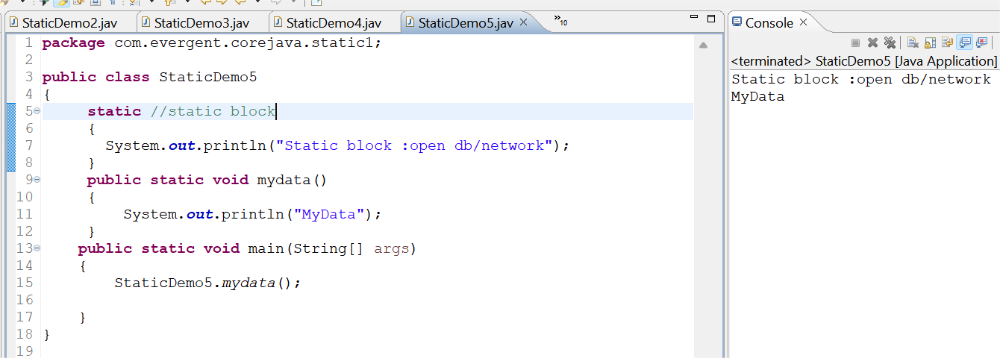 StaticDemo2.jav StaticDemo3.jav StaticDemo4.jav StaticDemo5.jav »10
1 package com.evergent.corejava.static1;
2
3 public class StaticDemo5
4 {
5 static //static block
6 {
7 System.out.println("Static block :open db/network");
8 }
9 public static void mydata()
10 {
11 System.out.println("MyData");
12 }
13 public static void main(String[] args)
14 {
15 StaticDemo5.mydata();
16
17 }
18 }
19
Console
<terminated> StaticDemo5 [Java Application]
Static block :open db/network
MyData